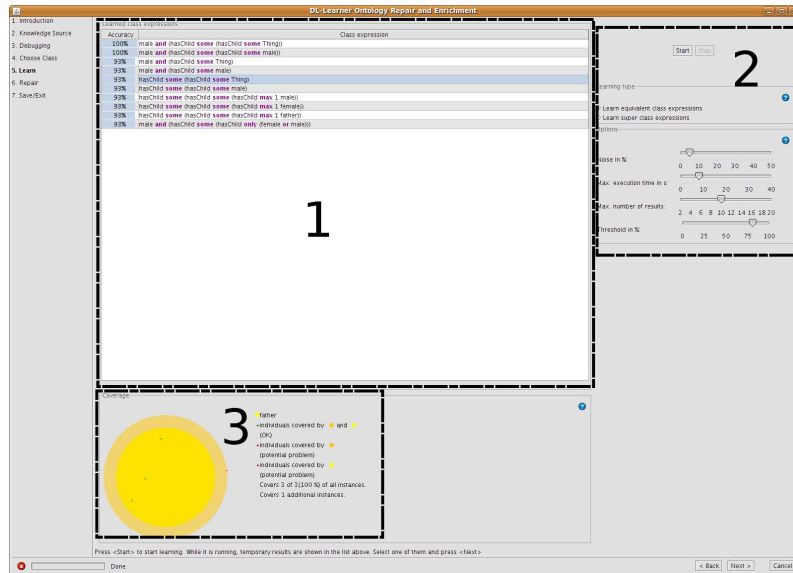 DL-Learner Ontology Repair and Enrichment
1. Introduction
2. Knowledge Source
3. Debugging
4. Choose Class
5. Learn
6. Repair
7. Save/Exit
Learned class expressions
Accuracy Class expression
100% male and (hasChild some (hasChild some Thing))
100% male and (hasChild some (hasChild some male))
93% male and (hasChild some Thing)
93% male and (hasChild some male)
93% hasChild some (hasChild some Thing)
93% hasChild some (hasChild some male)
93% hasChild some (hasChild max 1 male))
93% hasChild some (hasChild max 1 female))
93% hasChild some (hasChild max 1 father))
93% male and (hasChild some (hasChild only (female or male)))
1
Start Stop
2
Learning type
Learn equivalent class expressions
Learn super class expressions
Options
Noise in %:
0 10 20 30 40 50
Max. execution time in s:
0 10 20 30 40
Max. number of results:
2 4 6 8 10 12 14 16 18 20
Threshold in %:
0 25 50 75 100
Coverage
3
father
individuals covered by and
(OK)
individuals covered by
(potential problem)
individuals covered by
(potential problem)
Covers 3 of 3(100 %) of all instances.
Covers 1 additional instances.
Press <Start> to start learning. While it is running, temporary results are shown in the list above. Select one of them and press <Next>
Done
< Back Next > Cancel